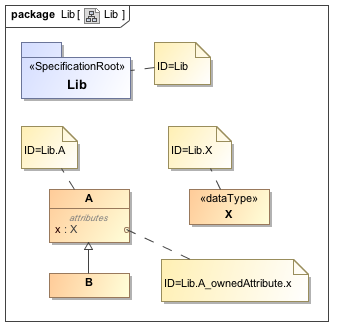 package Lib [ Lib ]
«SpecificationRoot»
Lib
ID=Lib
ID=Lib.A
ID=Lib.X
A
attributes
x : X
«dataType»
X
B
ID=Lib.A_ownedAttribute.x